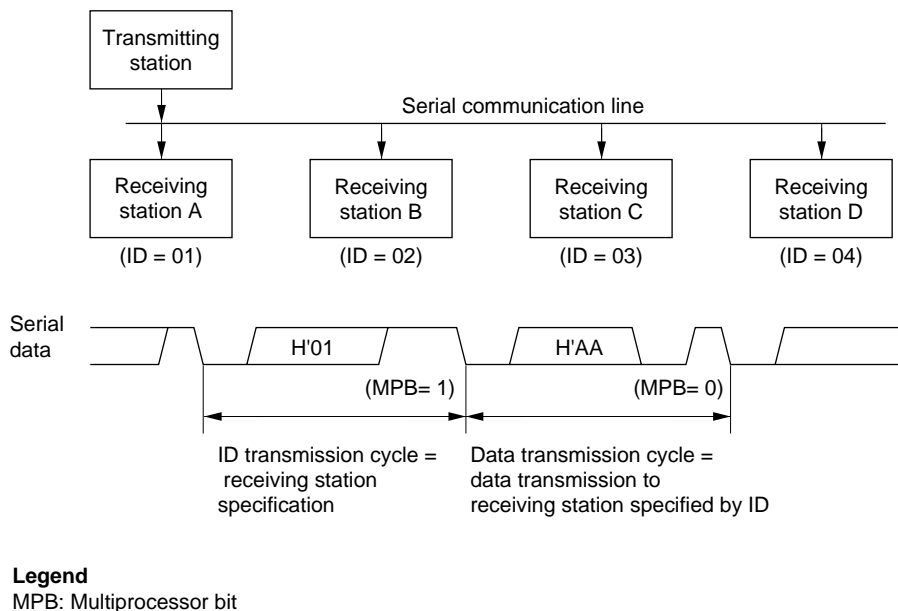 Transmitting
station
Serial communication line
Receiving
station A
Receiving
station B
Receiving
station C
Receiving
station D
(ID = 01)
(ID = 02)
(ID = 03)
(ID = 04)
Serial
data
H'01
H'AA
(MPB= 1)
(MPB= 0)
ID transmission cycle =
receiving station
specification
Data transmission cycle =
data transmission to
receiving station specified by ID
Legend
MPB: Multiprocessor bit